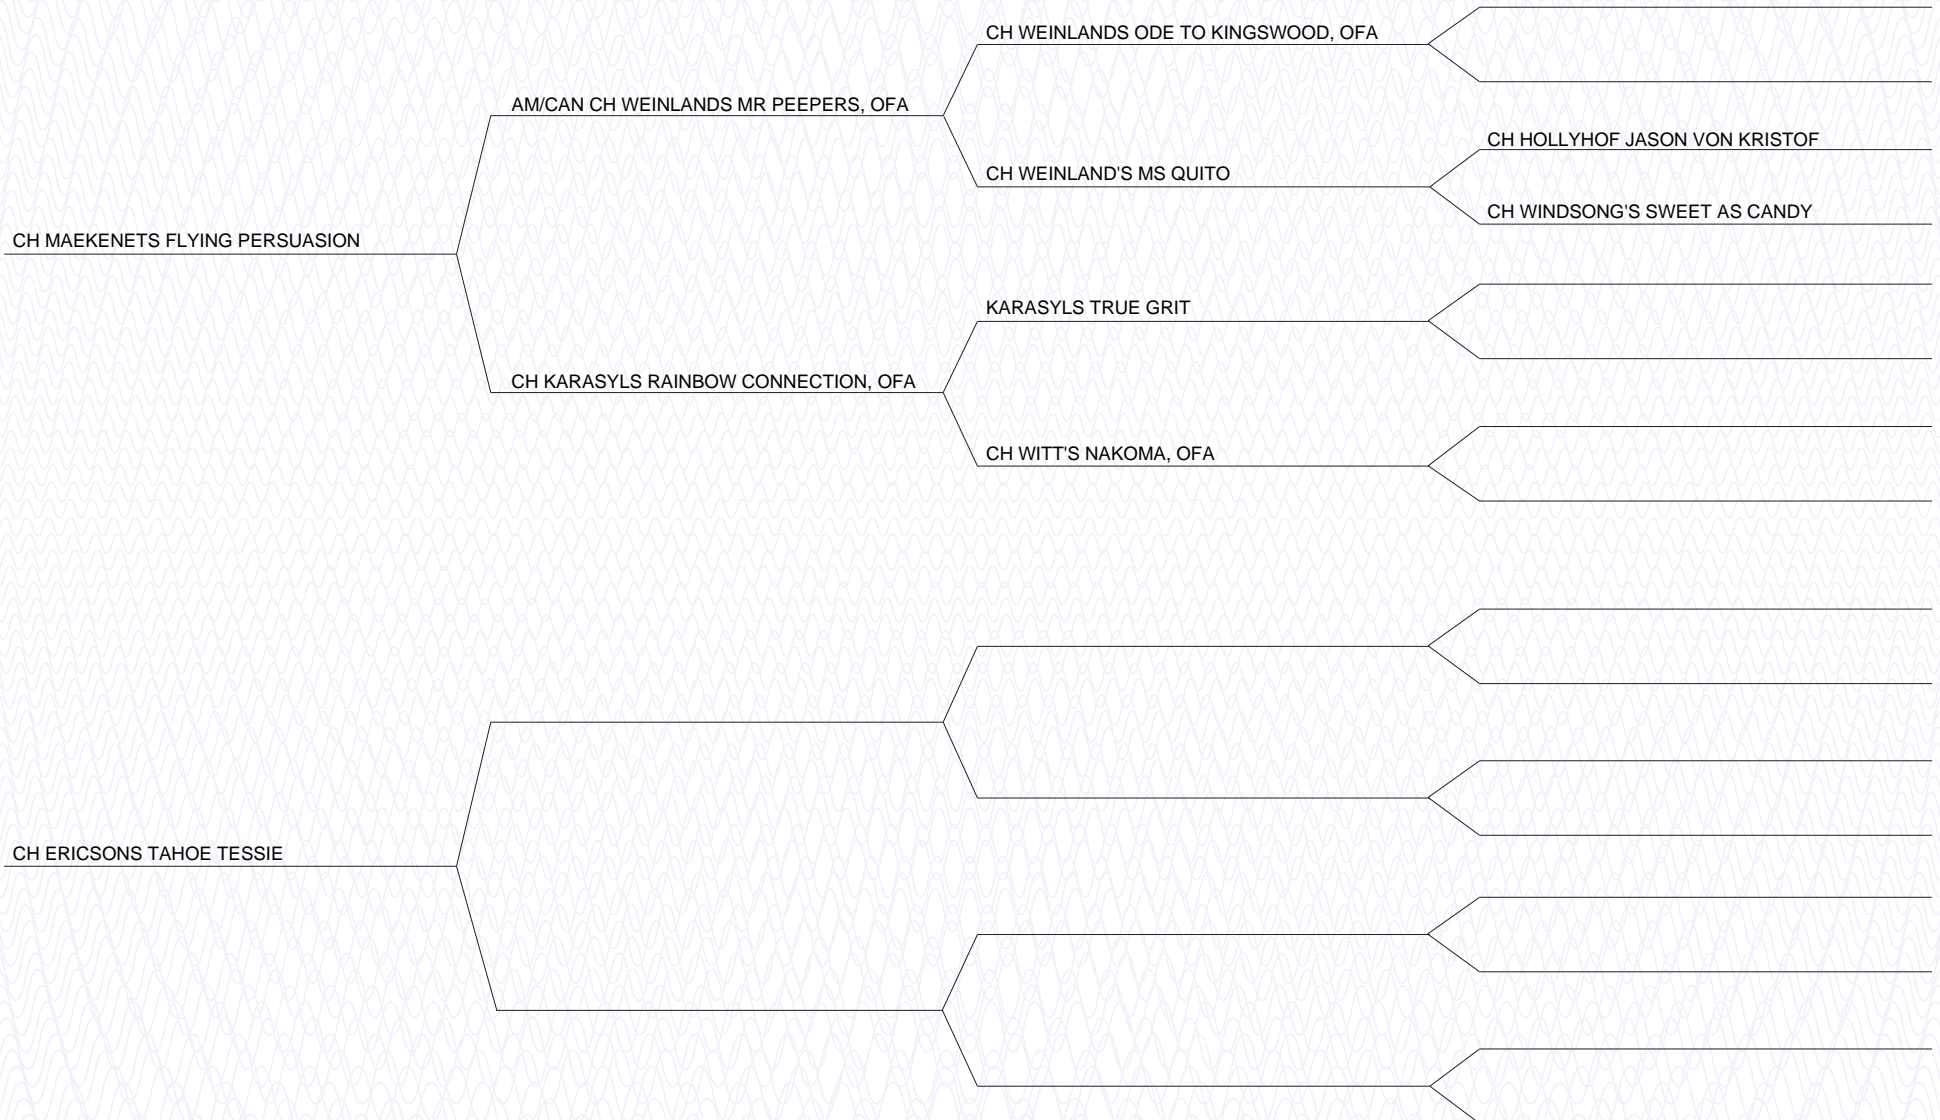 CH WEINLANDS ODE TO KINGSWOOD, OFA
AM/CAN CH WEINLANDS MR PEEPERS, OFA
CH HOLLYHOF JASON VON KRISTOF
CH WEINLAND'S MS QUITO
CH WINDSONG'S SWEET AS CANDY
CH MAEKENETS FLYING PERSUASION
KARASYLS TRUE GRIT
CH KARASYLS RAINBOW CONNECTION, OFA
CH WITT'S NAKOMA, OFA
CH ERICSONS TAHOE TESSIE